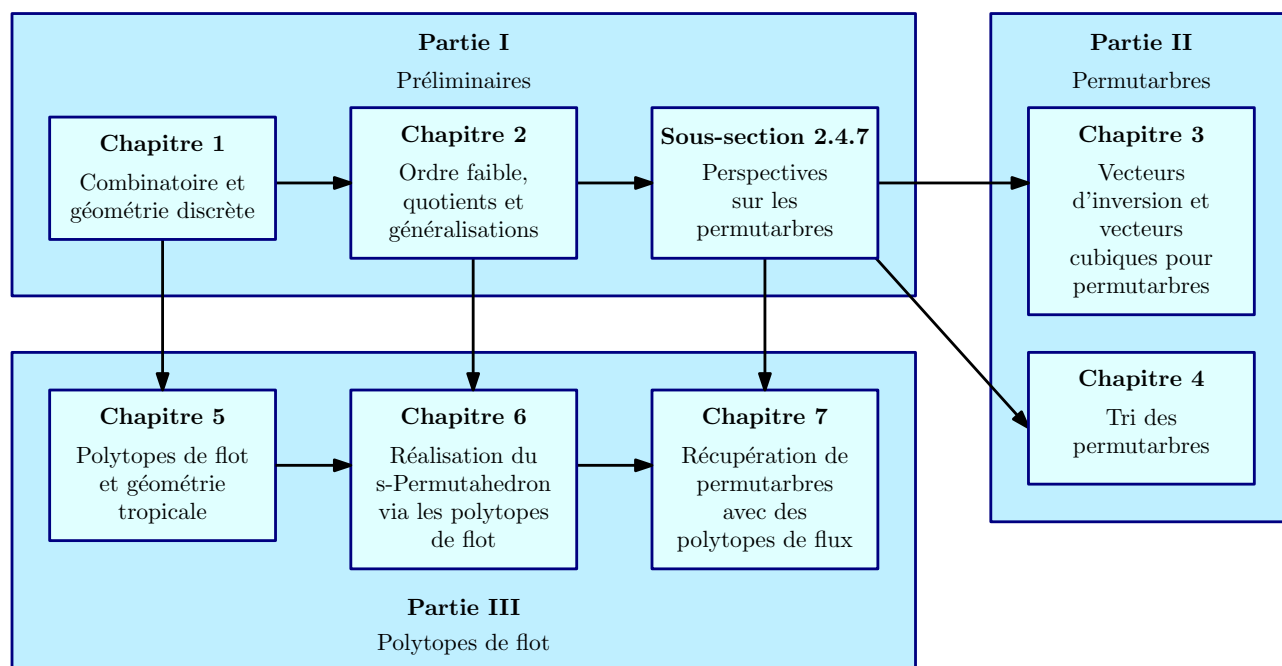 Partie I
Préliminaires
Chapitre 1
Combinatoire et
géométrie discrète
Chapitre 2
Ordre faible,
quotients et
généralisations
Sous-section 2.4.7
Perspectives
sur les
permutarbres
Partie II
Permutarbres
Chapitre 3
Vecteurs
d'inversion et
vecteurs
cubiques pour
permutarbres
Chapitre 4
Tri des
permutarbres
Chapitre 5
Polytopes de flot
et géométrie
tropicale
Chapitre 6
Réalisation du
s-Permutahedron
via les polytopes
de flot
Chapitre 7
Récupération de
permutarbres
avec des
polytopes de flux
Partie III
Polytopes de flot